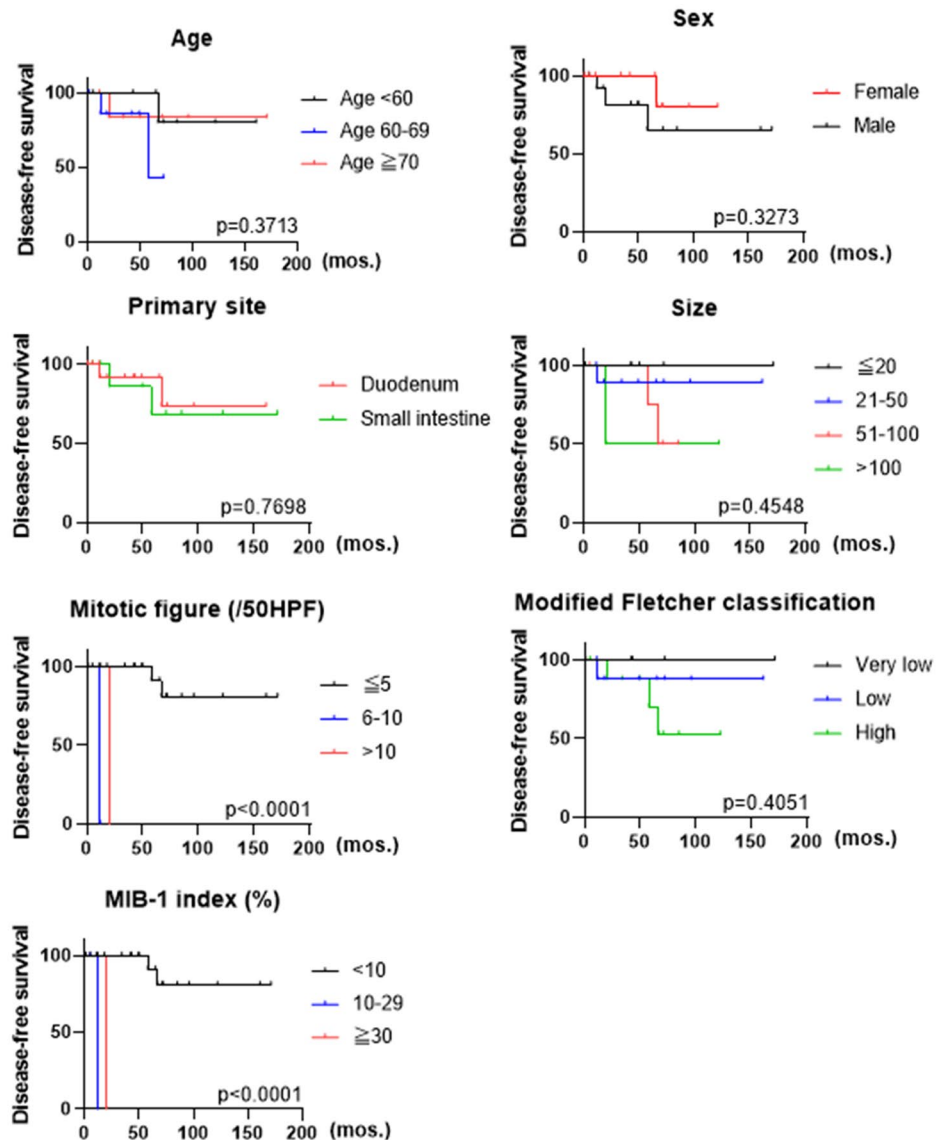 Age
Disease-free survival
100
50
0
0 50 100 150 200 (mos.)
Age <60
Age 60-69
Age ≧70
p=0.3713
Sex
Disease-free survival
100
50
0
0 50 100 150 200 (mos.)
Female
Male
p=0.3273
Primary site
Disease-free survival
100
50
0
0 50 100 150 200 (mos.)
Duodenum
Small intestine
p=0.7698
Size
Disease-free survival
100
50
0
0 50 100 150 200 (mos.)
≦20
21-50
51-100
>100
p=0.4548
Mitotic figure (/50HPF)
Disease-free survival
100
50
0
0 50 100 150 200 (mos.)
≦5
6-10
>10
p<0.0001
Modified Fletcher classification
Disease-free survival
100
50
0
0 50 100 150 200 (mos.)
Very low
Low
High
p=0.4051
MIB-1 index (%)
Disease-free survival
100
50
0
0 50 100 150 200 (mos.)
<10
10-29
≧30
p<0.0001